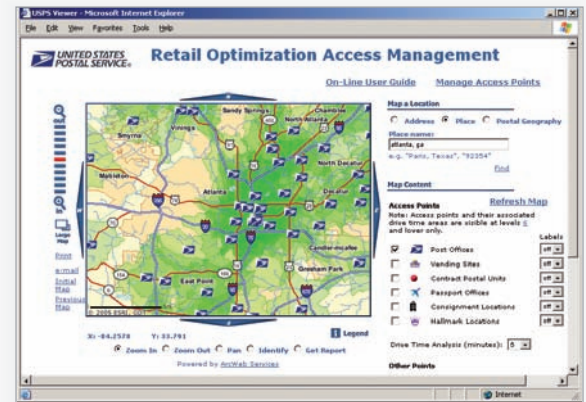 USPS Viewer - Microsoft Internet Explorer
File Edit View Favorites Tools Help
UNITED STATES
POSTAL SERVICE®
Retail Optimization Access Management
On-Line User Guide Manage Access Points
Map a Location
Address Place Postal Geography
Place name:
atlanta, ga
e.g. "Paris, Texas", "92354"
Find
Map Content
Refresh Map
Access Points
Note: Access points and their associated
drive time areas are visible at levels 6
and lower only.
Labels
Post Offices off
Vending Sites off
Contract Postal Units off
Passport Offices off
Consignment Locations off
Hallmark Locations off
Drive Time Analysis (minutes): 5
Other Points
In
Large
Map
Print
e-mail
Initial
Map
Previous
Map
Sandy Springs
Chamblee
North Atlanta
Smyrna
Vinings
North Decatur
Mableton
Atlanta
Decatur
Candler-mcafee
Gresham Park
East Point
© 2005 ESRI
X: -84.2578 Y: 33.791
Legend
Zoom In Zoom Out Pan Identify Get Report
Powered by ArcWeb Services
Internet